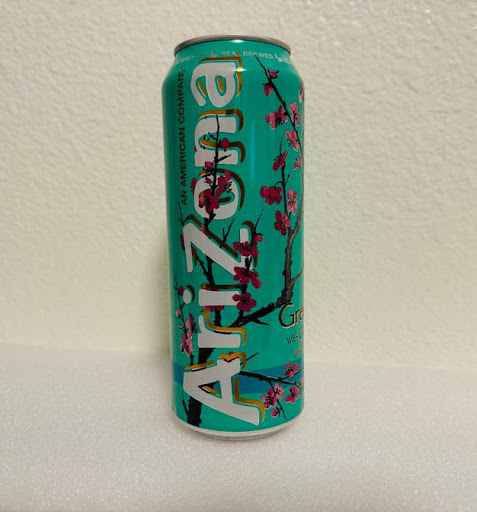 REAL BREWED
AN AMERICAN COMPANY
AriZona
Gre
with